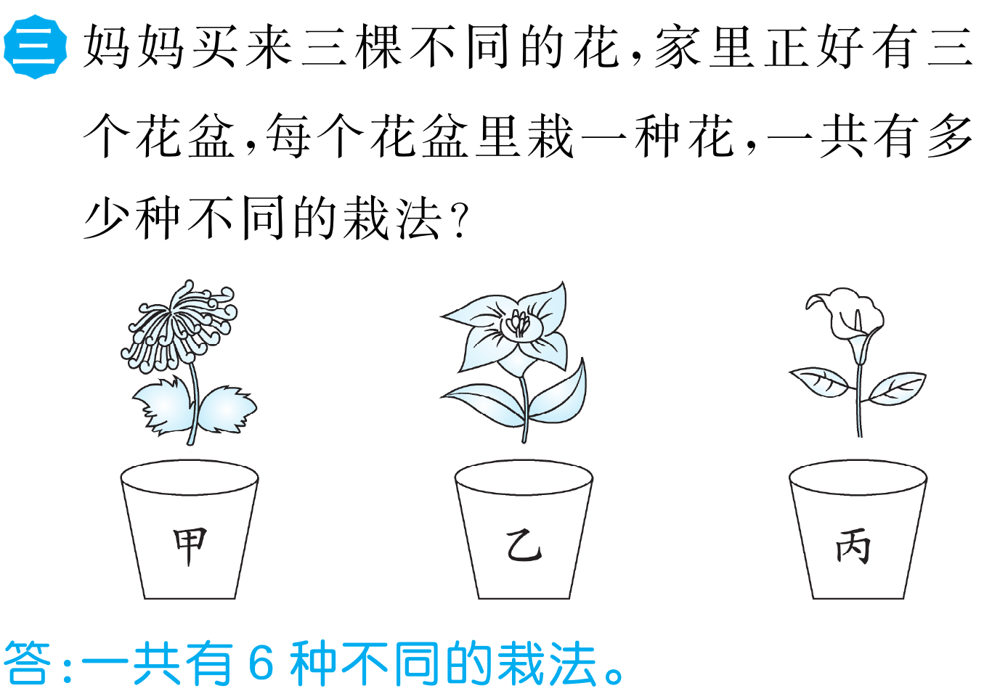 三 妈妈买来三棵不同的花，家里正好有三
个花盆，每个花盆里栽一种花，一共有多
少种不同的栽法？
甲 乙 丙
答：一共有 6 种不同的栽法。